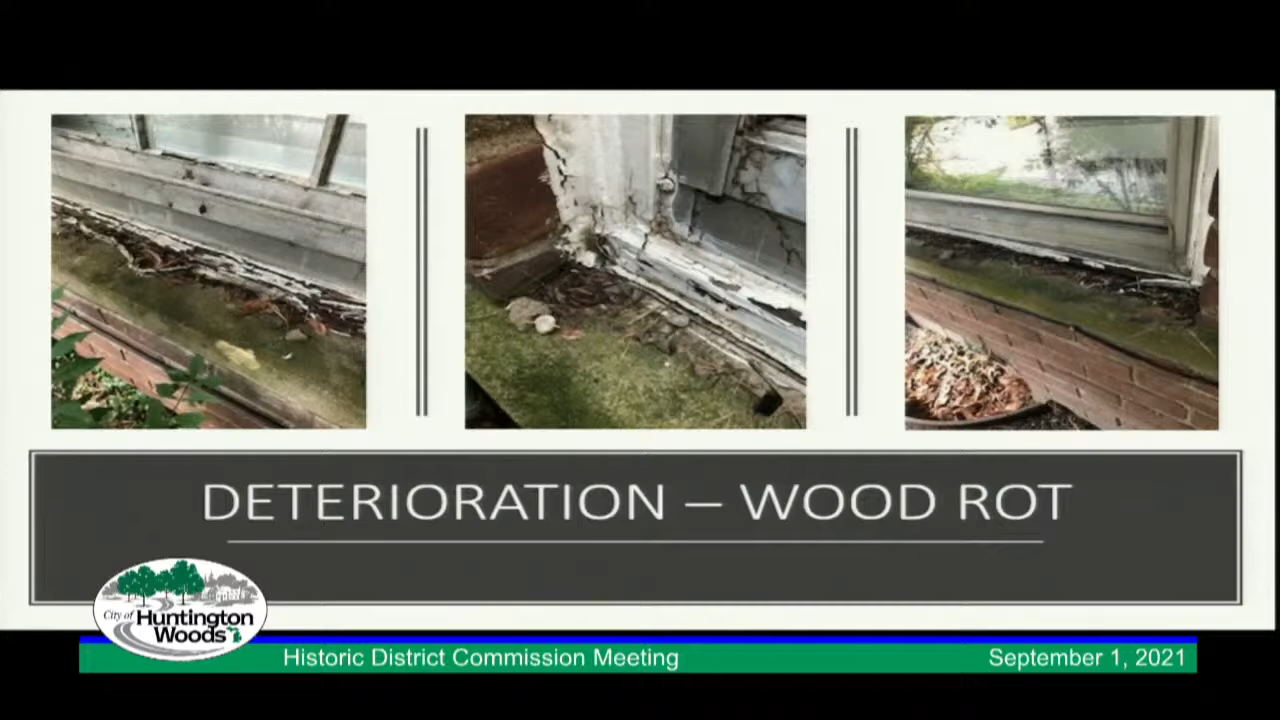 DETERIORATION – WOOD ROT
City of
Huntington
Woods
Historic District Commission Meeting
September 1, 2021